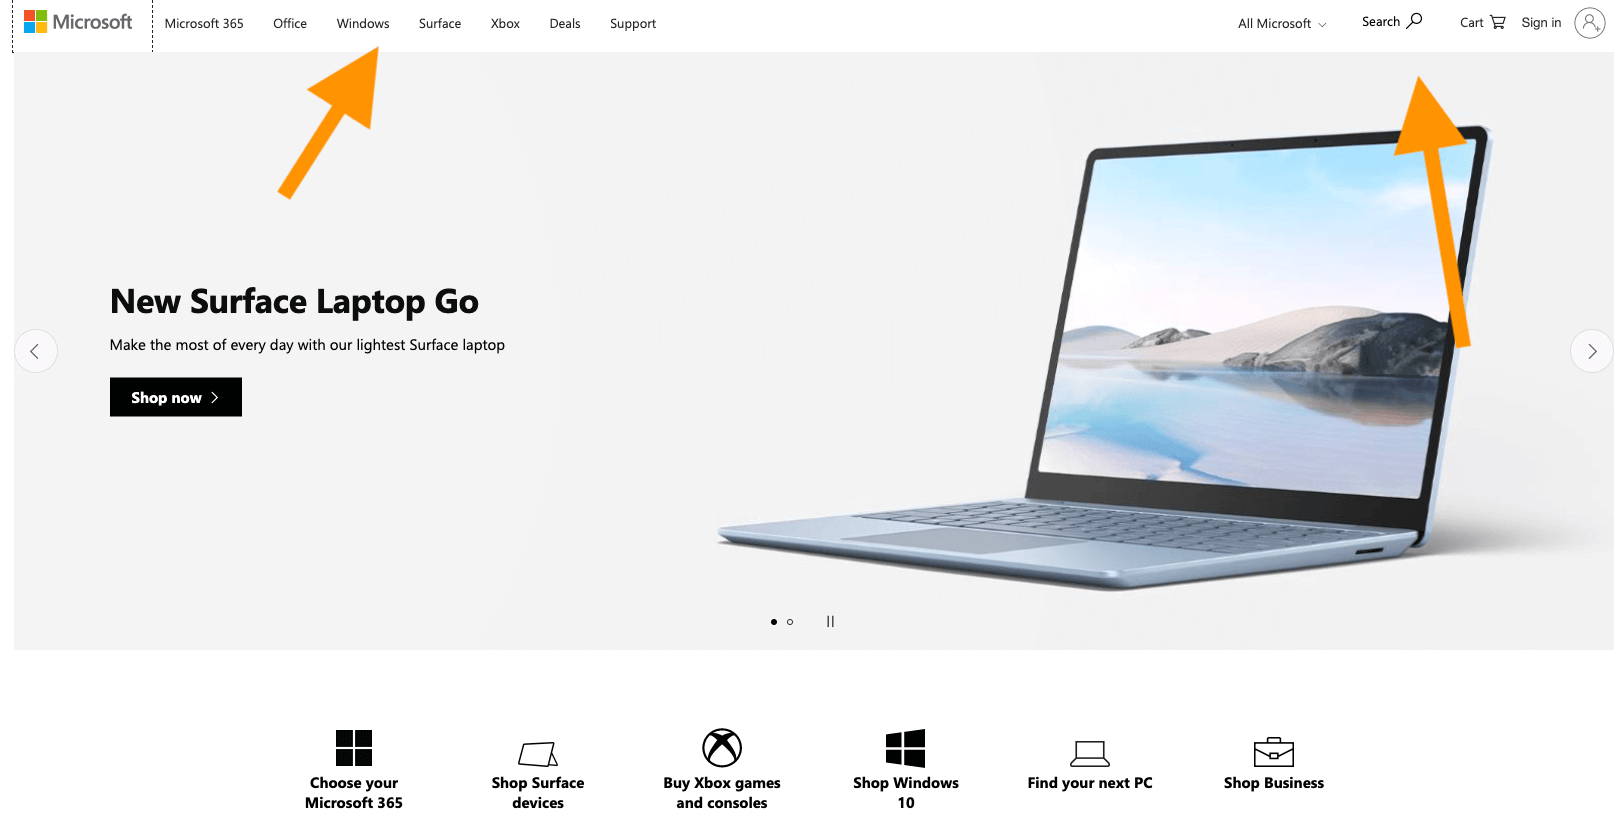 Microsoft Microsoft 365 Office Windows Surface Xbox Deals Support All Microsoft Search Cart Sign in
New Surface Laptop Go
Make the most of every day with our lightest Surface laptop
Shop now
Choose your
Microsoft 365
Shop Surface
devices
Buy Xbox games
and consoles
Shop Windows
10
Find your next PC
Shop Business